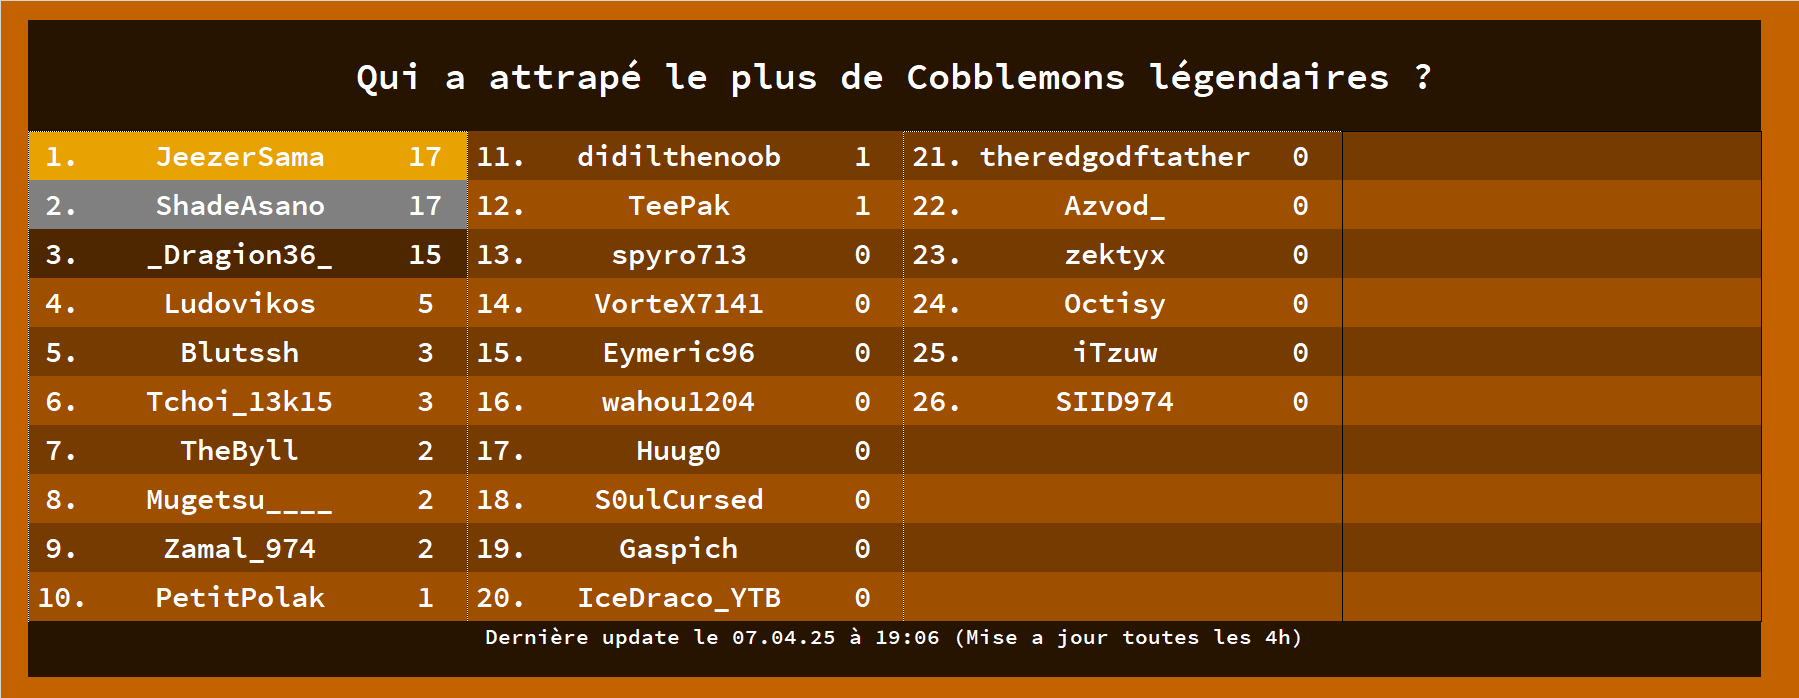 Qui a attrapé le plus de Cobblemons légendaires ?
1. JeezerSama 17
2. ShadeAsano 17
3. _Dragion36_ 15
4. Ludovikos 5
5. Blutssh 3
6. Tchoi_13k15 3
7. TheByll 2
8. Mugetsu____ 2
9. Zamal_974 2
10. PetitPolak 1
11. didilthenoob 1
12. TeePak 1
13. spyro713 0
14. VorteX7141 0
15. Eymeric96 0
16. wahou1204 0
17. Huug0 0
18. S0ulCursed 0
19. Gaspich 0
20. IceDraco_YTB 0
21. theredgodftather 0
22. Azvod_ 0
23. zektyx 0
24. Octisy 0
25. iTzuw 0
26. SIID974 0
Dernière update le 07.04.25 à 19:06 (Mise a jour toutes les 4h)